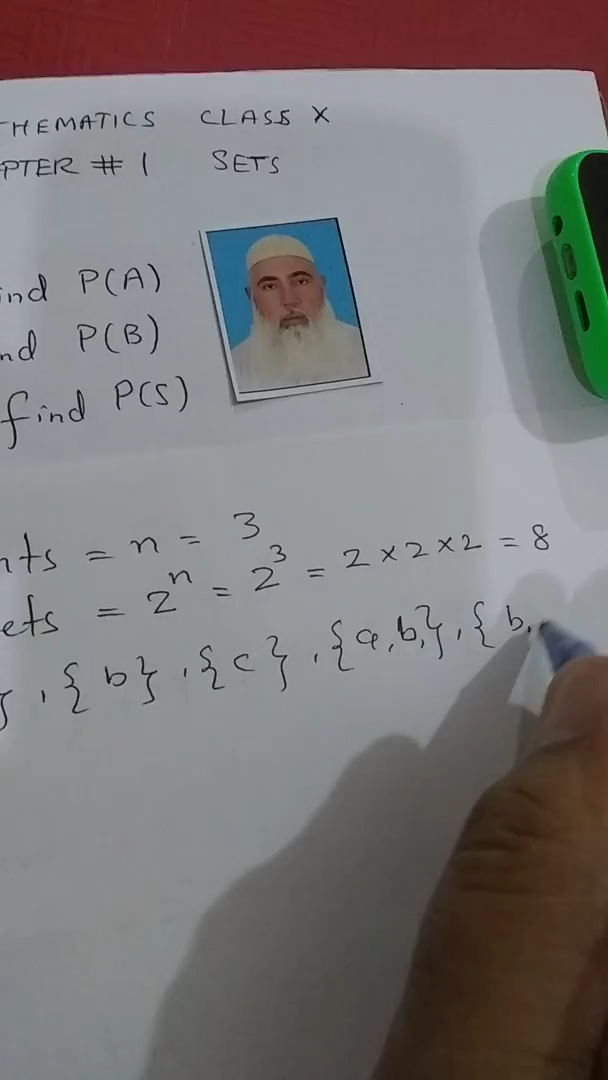 THEMATICS CLASS X
PTER # 1 SETS
ind P(A)
nd P(B)
find P(S)
nts = n = 3
ets = 2ⁿ = 2³ = 2 × 2 × 2 = 8
} , { b } , { c } , { a, b, } , { b,